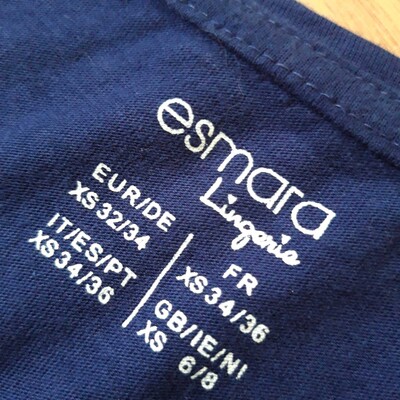 esmara
Lingerie
EUR/DE
XS 32/34
IT/ES/PT
XS 34/36
FR
XS 34/36
GB/IE/NI
XS 6/8